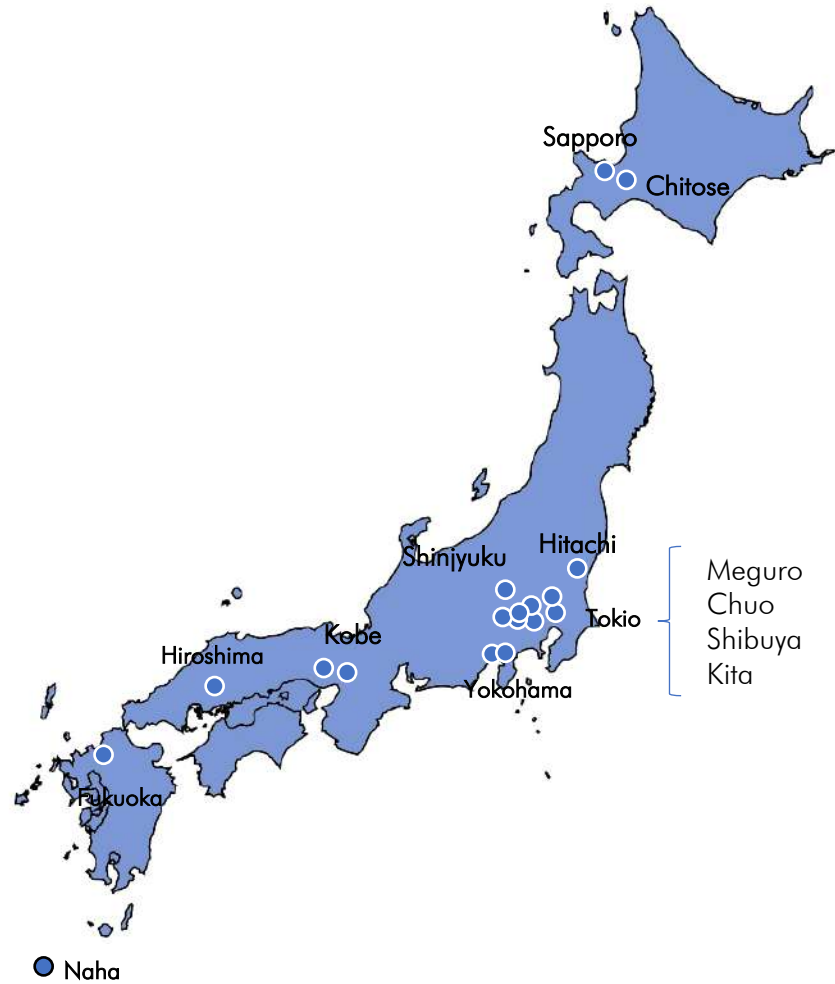 Sapporo
Chitose
Hitachi
Shinjyuku
Meguro
Chuo
Tokio
Shibuya
Kita
Kobe
Hiroshima
Yokohama
Fukuoka
Naha